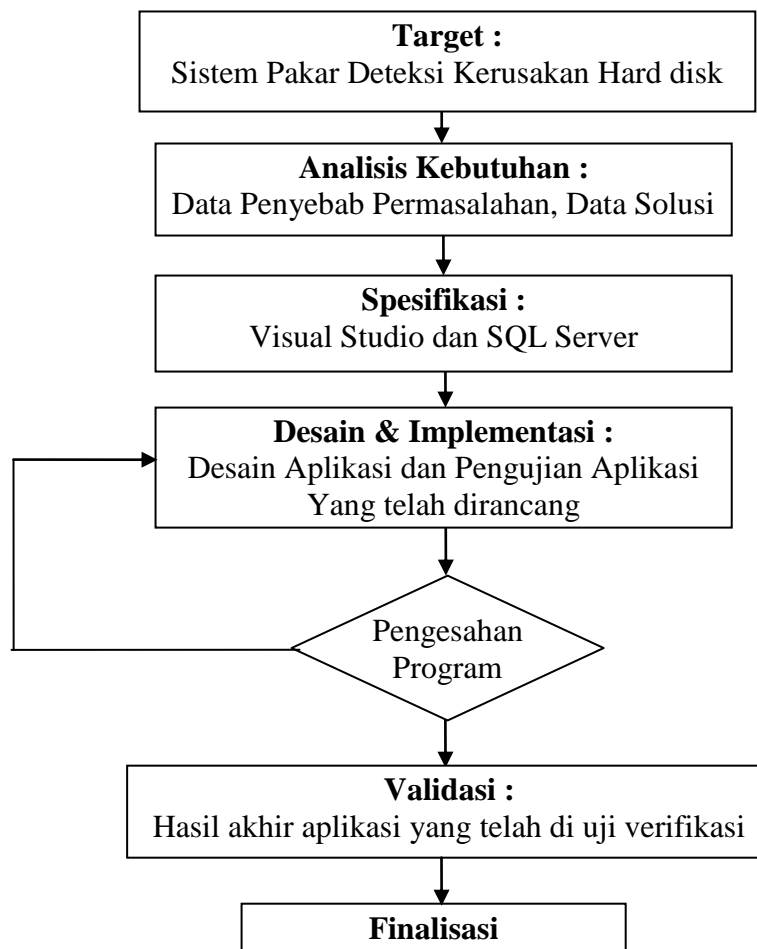 Target :
Sistem Pakar Deteksi Kerusakan Hard disk
Analisis Kebutuhan :
Data Penyebab Permasalahan, Data Solusi
Spesifikasi :
Visual Studio dan SQL Server
Desain & Implementasi :
Desain Aplikasi dan Pengujian Aplikasi
Yang telah dirancang
Pengesahan
Program
Validasi :
Hasil akhir aplikasi yang telah di uji verifikasi
Finalisasi